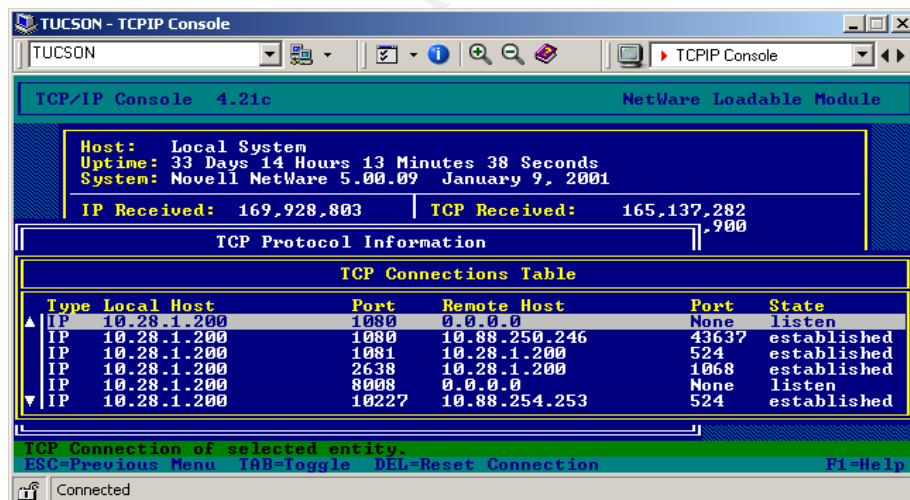 TUCSON - TCPIP Console
TUCSON TCPIP Console
TCP/IP Console 4.21c NetWare Loadable Module
Host: Local System
Uptime: 33 Days 14 Hours 13 Minutes 38 Seconds
System: Novell NetWare 5.00.09 January 9, 2001
IP Received: 169,928,803 TCP Received: 165,137,282
,900
TCP Protocol Information
TCP Connections Table
Type Local Host Port Remote Host Port State
IP 10.28.1.200 1080 0.0.0.0 None listen
IP 10.28.1.200 1080 10.88.250.246 43637 established
IP 10.28.1.200 1081 10.28.1.200 524 established
IP 10.28.1.200 2638 10.28.1.200 1068 established
IP 10.28.1.200 8008 0.0.0.0 None listen
IP 10.28.1.200 10227 10.88.254.253 524 established
TCP Connection of selected entity.
ESC=Previous Menu TAB=Toggle DEL=Reset Connection F1=Help
Connected